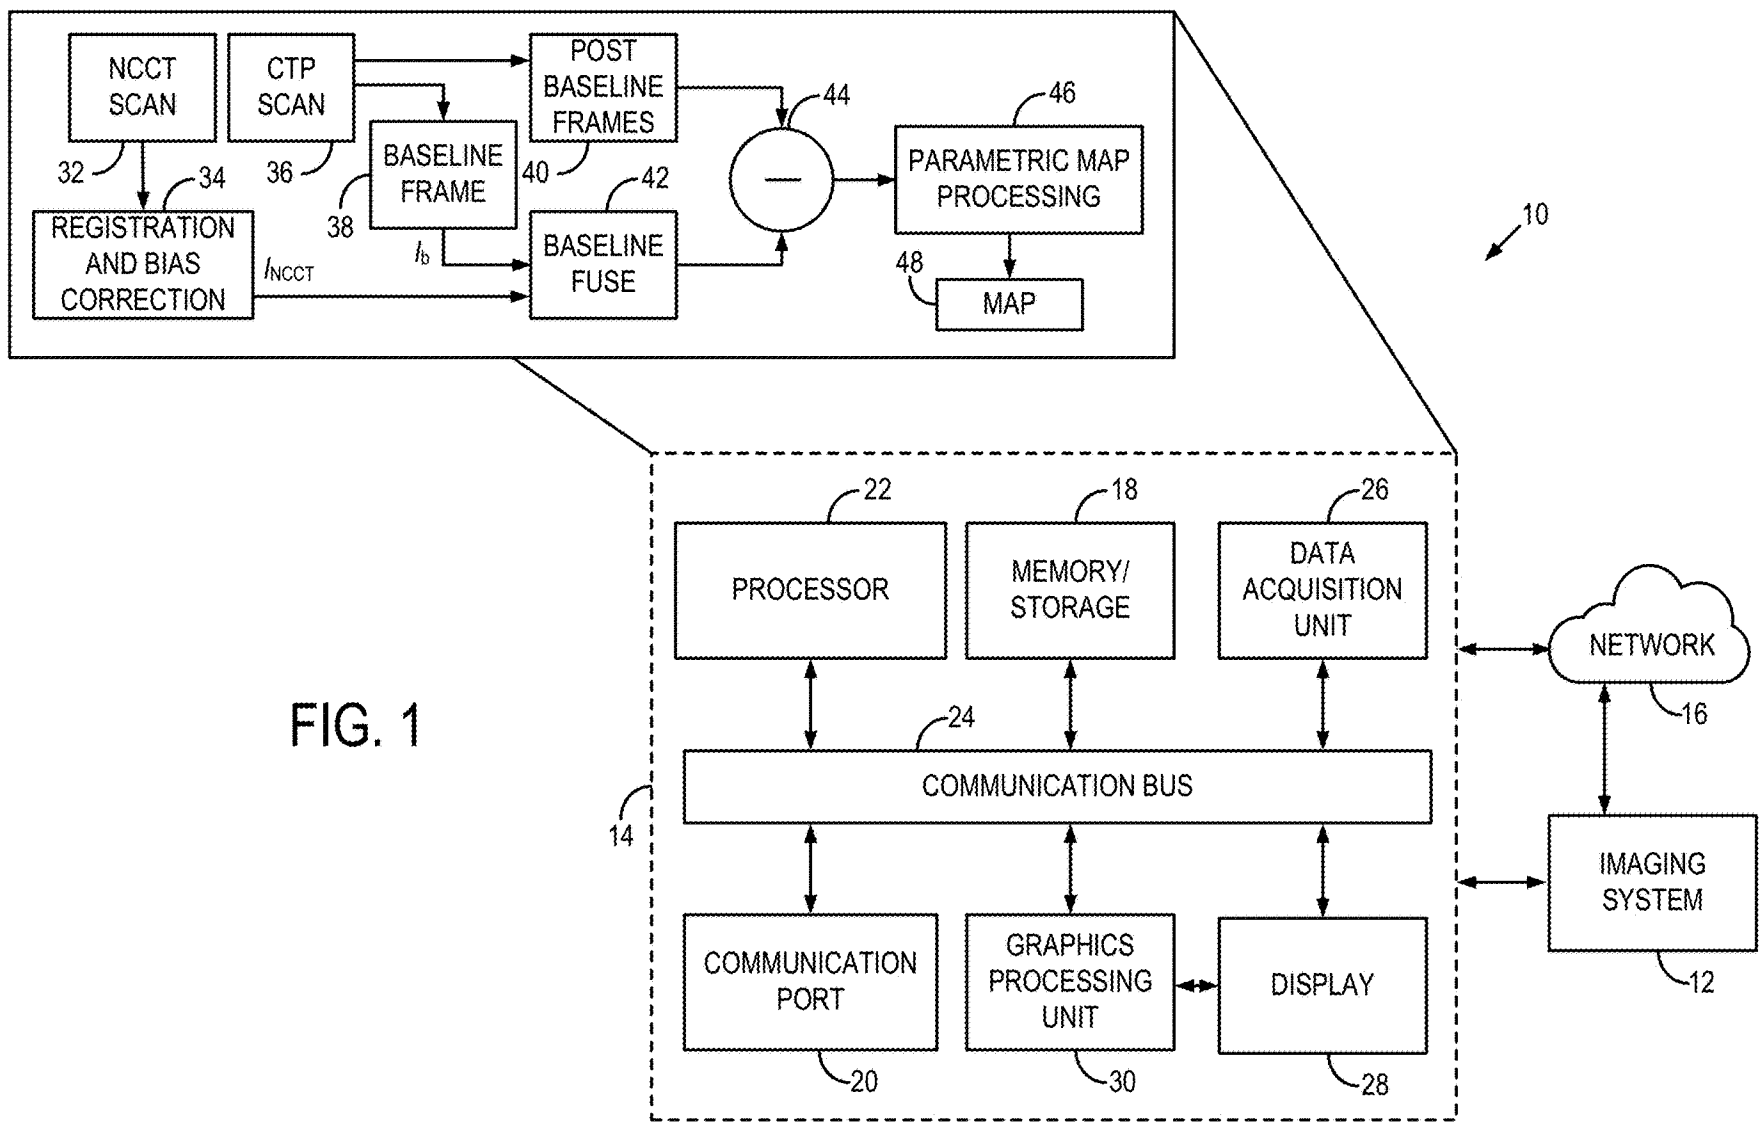 NCCT
SCAN
32
CTP
SCAN
36
POST
BASELINE
FRAMES
40
44
46
BASELINE
FRAME
38
34
REGISTRATION
AND BIAS
CORRECTION
I_NCCT
I_b
42
BASELINE
FUSE
—
PARAMETRIC MAP
PROCESSING
48
MAP
10
22
PROCESSOR
18
MEMORY/
STORAGE
26
DATA
ACQUISITION
UNIT
NETWORK
16
FIG. 1
24
COMMUNICATION BUS
14
IMAGING
SYSTEM
12
COMMUNICATION
PORT
20
GRAPHICS
PROCESSING
UNIT
30
DISPLAY
28